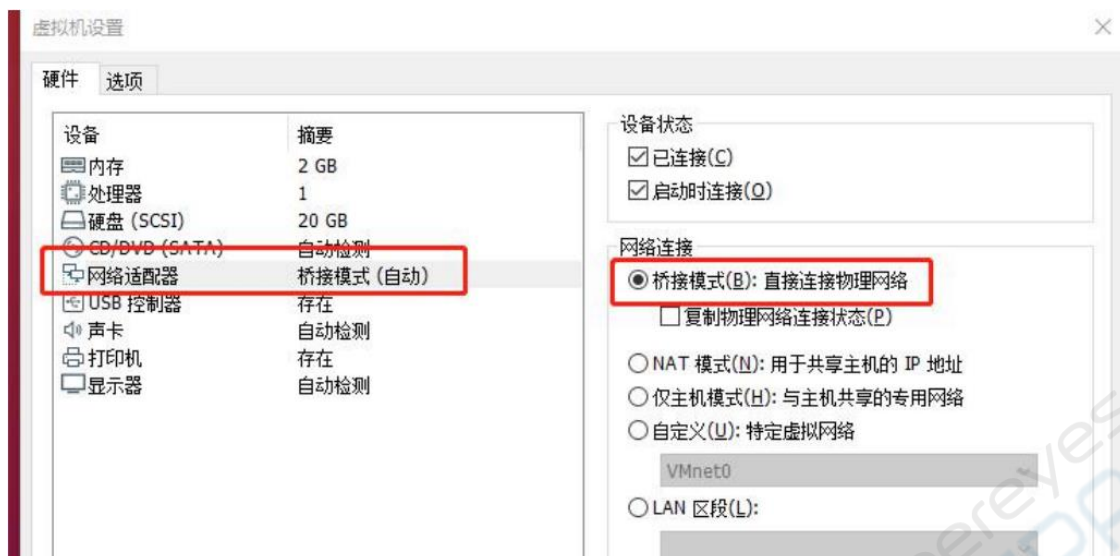 虚拟机设置
硬件 选项
设备 摘要
内存 2 GB
处理器 1
硬盘 (SCSI) 20 GB
CD/DVD (SATA) 自动检测
网络适配器 桥接模式 (自动)
USB 控制器 存在
声卡 自动检测
打印机 存在
显示器 自动检测
设备状态
已连接(C)
启动时连接(O)
网络连接
桥接模式(B): 直接连接物理网络
复制物理网络连接状态(P)
NAT 模式(N): 用于共享主机的 IP 地址
仅主机模式(H): 与主机共享的专用网络
自定义(U): 特定虚拟网络
VMnet0
LAN 区段(L):